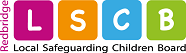 Redbridge
LSCB
Local Safeguarding Children Board